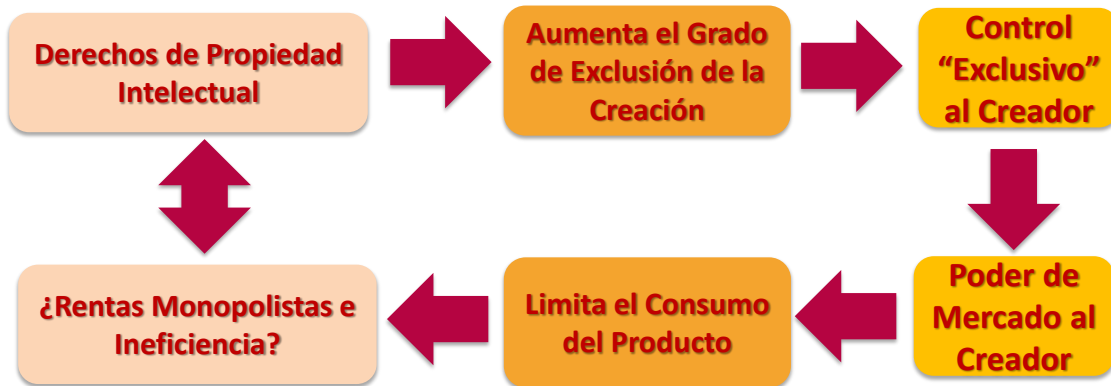 Derechos de Propiedad
Intelectual
Aumenta el Grado
de Exclusión de la
Creación
Control
“Exclusivo”
al Creador
¿Rentas Monopolistas e
Ineficiencia?
Limita el Consumo
del Producto
Poder de
Mercado al
Creador